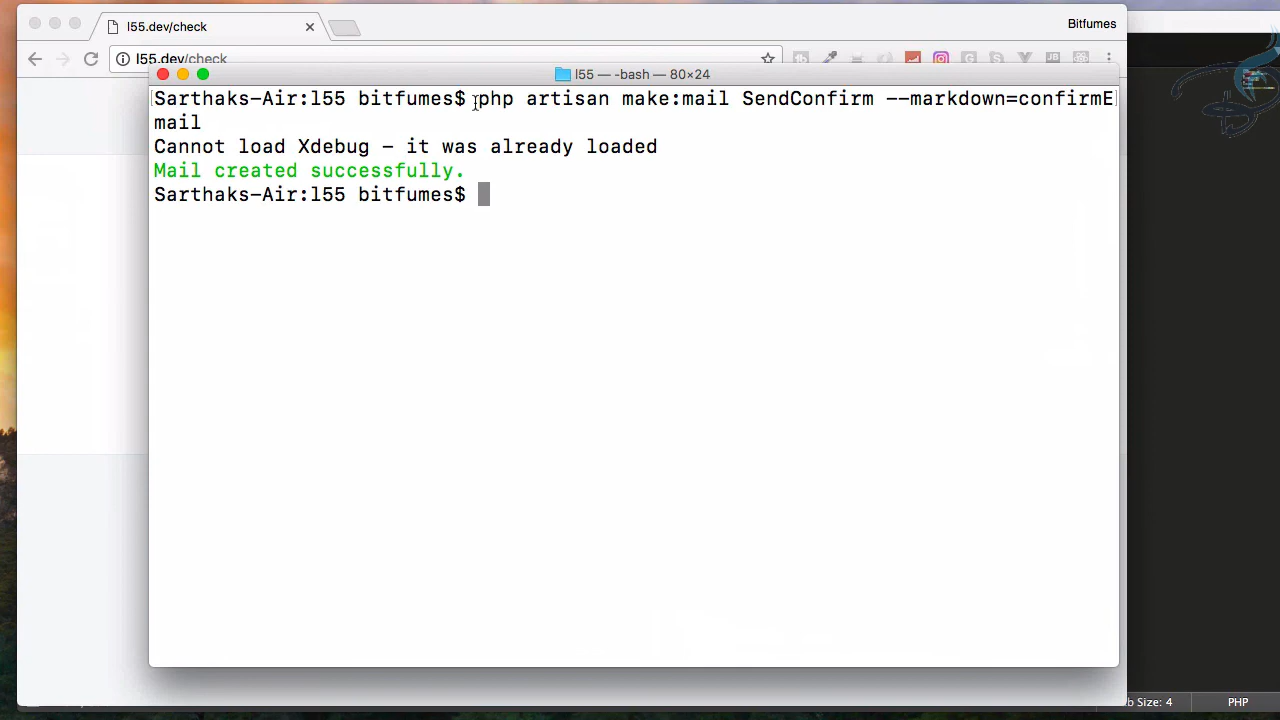 l55.dev/check
Bitfumes
l55.dev/check
l55 — -bash — 80×24
Sarthaks-Air:l55 bitfumes$ php artisan make:mail SendConfirm --markdown=confirmE
mail
Cannot load Xdebug - it was already loaded
Mail created successfully.
Sarthaks-Air:l55 bitfumes$
b Size: 4
PHP